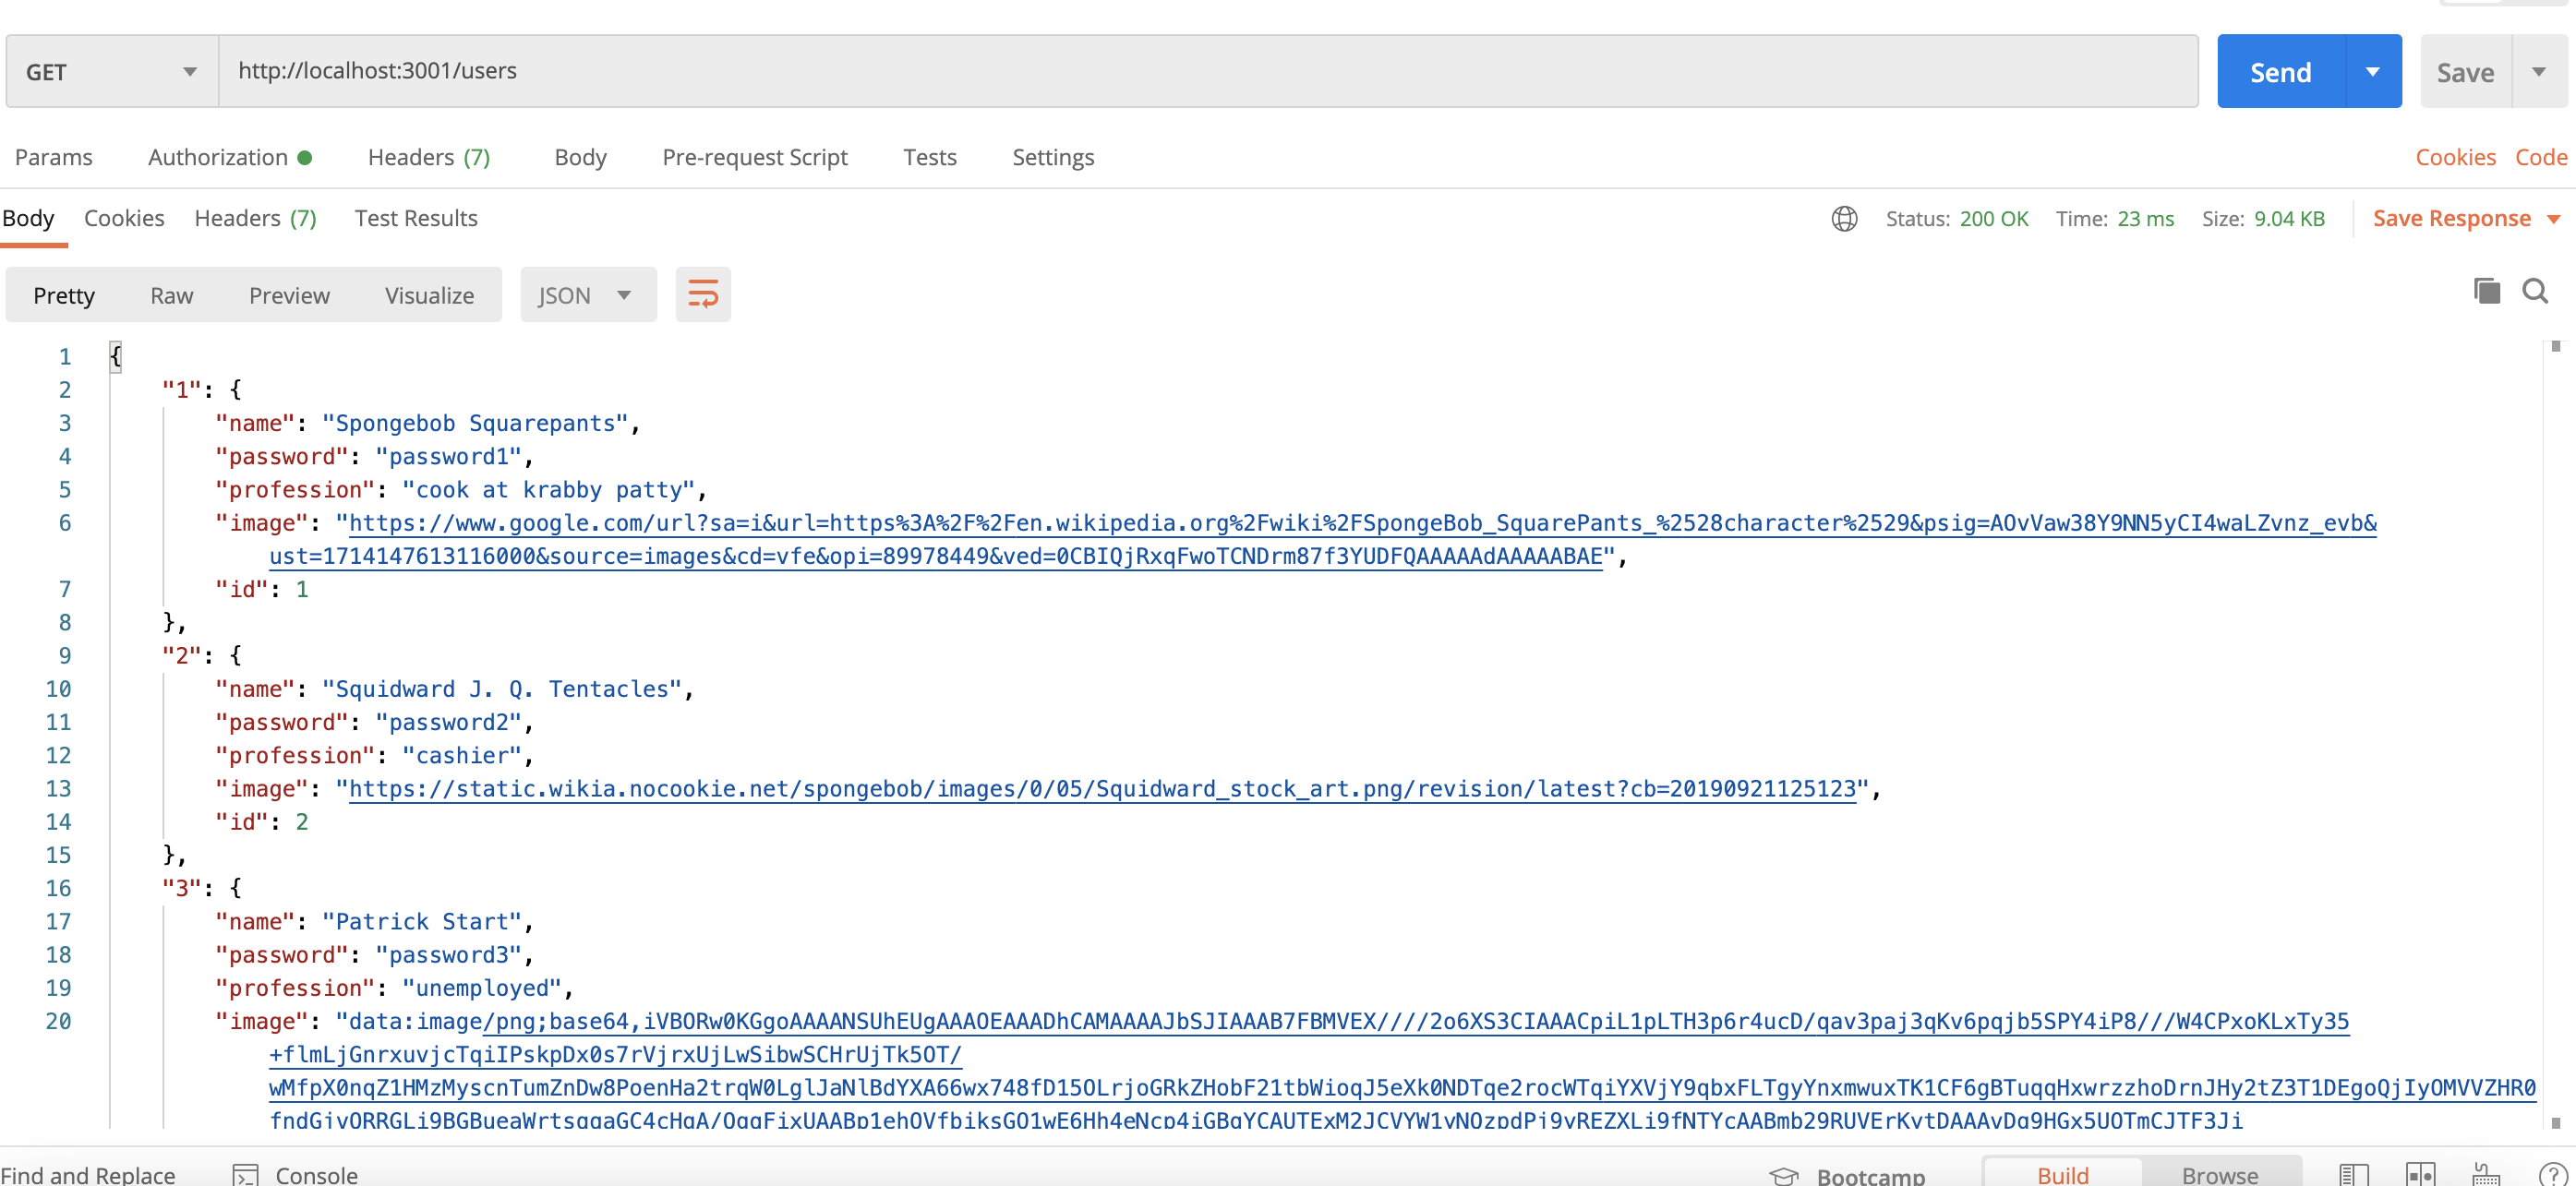 GET http://localhost:3001/users Send Save
Params Authorization Headers (7) Body Pre-request Script Tests Settings Cookies Code
Body Cookies Headers (7) Test Results Status: 200 OK Time: 23 ms Size: 9.04 KB Save Response
Pretty Raw Preview Visualize JSON
1 {
2 "1": {
3 "name": "Spongebob Squarepants",
4 "password": "password1",
5 "profession": "cook at krabby patty",
6 "image": "https://www.google.com/url?sa=i&url=https%3A%2F%2Fen.wikipedia.org%2Fwiki%2FSpongeBob_SquarePants_%2528character%2529&psig=AOvVaw38Y9NN5yCI4waLZvnz_evb&
ust=1714147613116000&source=images&cd=vfe&opi=89978449&ved=0CBIQjRxqFwoTCNDrm87f3YUDFQAAAAAdAAAAABAE",
7 "id": 1
8 },
9 "2": {
10 "name": "Squidward J. Q. Tentacles",
11 "password": "password2",
12 "profession": "cashier",
13 "image": "https://static.wikia.nocookie.net/spongebob/images/0/05/Squidward_stock_art.png/revision/latest?cb=20190921125123",
14 "id": 2
15 },
16 "3": {
17 "name": "Patrick Start",
18 "password": "password3",
19 "profession": "unemployed",
20 "image": "data:image/png;base64,iVBORw0KGgoAAAANSUhEUgAAAOEAAADhCAMAAAAJbSJIAAAB7FBMVEX////2o6XS3CIAAACpiL1pLTH3p6r4ucD/qav3paj3qKv6pqjb5SPY4iP8///W4CPxoKLxTy35
+flmLjGnrxuvjcTqiIPskpDx0s7rVjrxUjLwSibwSCHrUjTk5OT/
wMfpX0nqZ1HMzMyscnTumZnDw8PoenHa2trqW0LglJaNlBdYXA66wx748fD15OLrjoGRkZHobF21tbWioqJ5eXk0NDTqe2rocWTqiYXVjY9qbxFLTgyYnxmwuxTK1CF6gBTuqqHxwrzzhoDrnJHy2tZ3T1DEgoQjIyOMVVZHR0
Find and Replace Console Bootcamp Build Browse